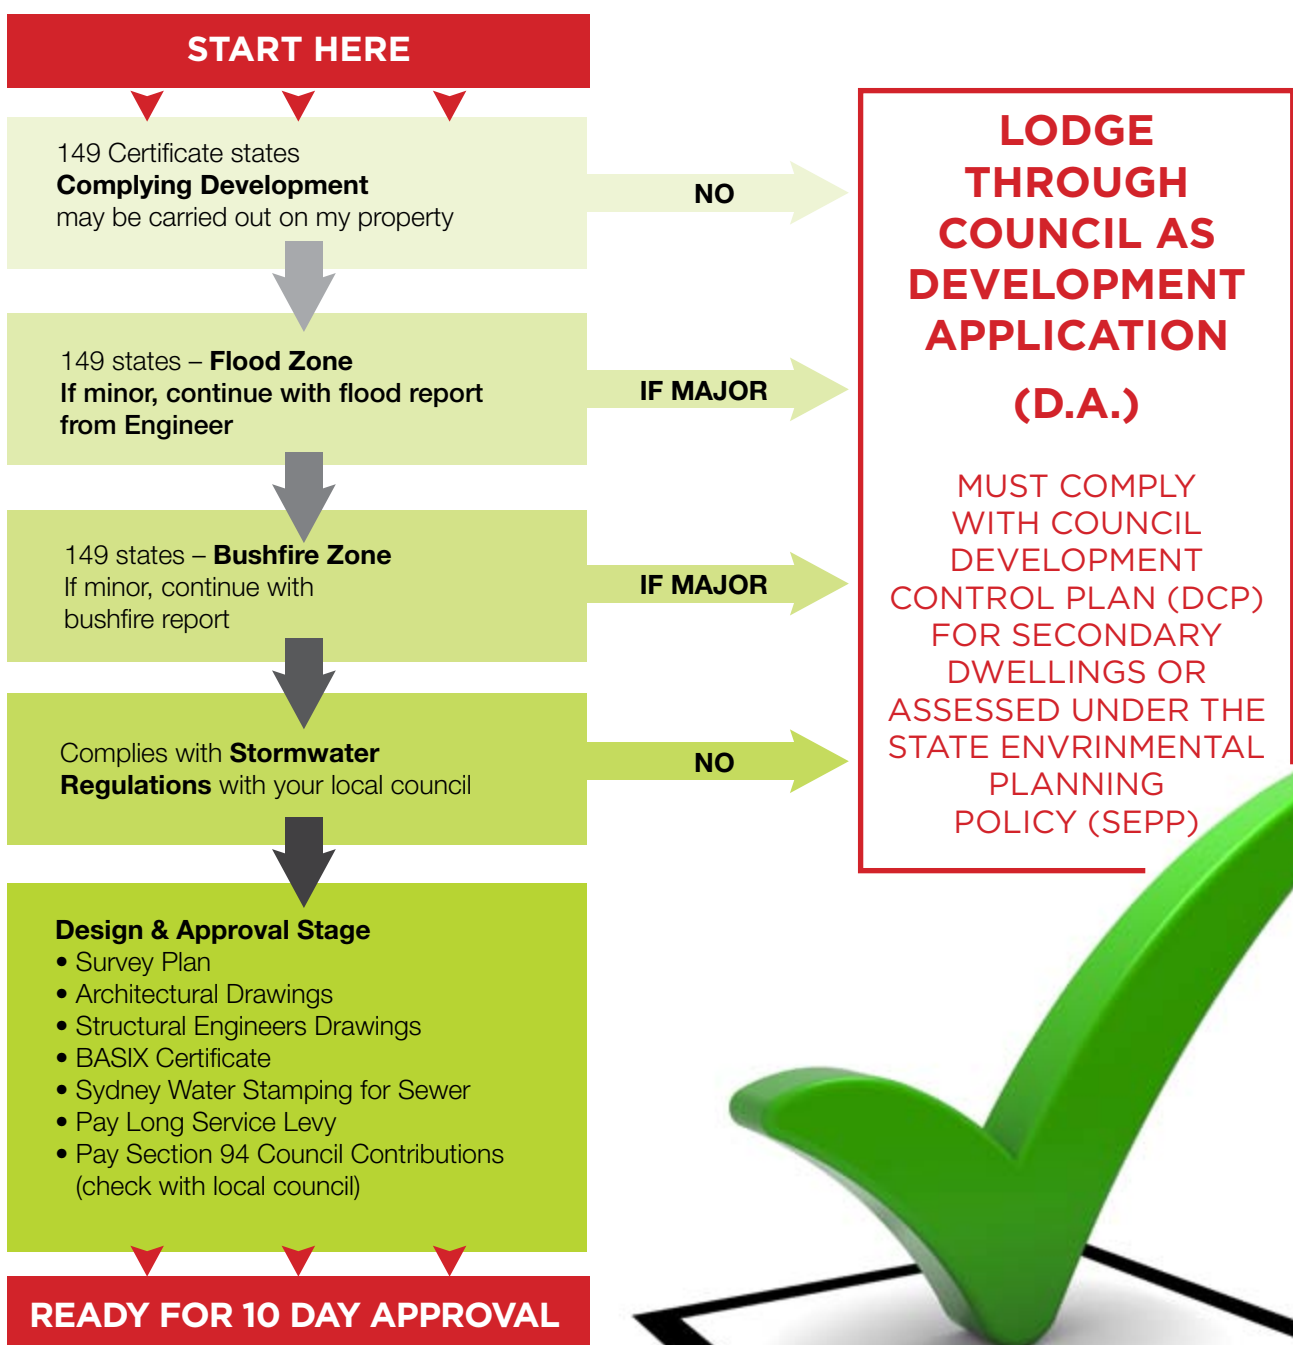 START HERE
149 Certificate states
Complying Development
may be carried out on my property
NO
149 states – Flood Zone
If minor, continue with flood report
from Engineer
IF MAJOR
149 states – Bushfire Zone
If minor, continue with
bushfire report
IF MAJOR
Complies with Stormwater
Regulations with your local council
NO
Design & Approval Stage
• Survey Plan
• Architectural Drawings
• Structural Engineers Drawings
• BASIX Certificate
• Sydney Water Stamping for Sewer
• Pay Long Service Levy
• Pay Section 94 Council Contributions
(check with local council)
READY FOR 10 DAY APPROVAL
LODGE
THROUGH
COUNCIL AS
DEVELOPMENT
APPLICATION
(D.A.)
MUST COMPLY
WITH COUNCIL
DEVELOPMENT
CONTROL PLAN (DCP)
FOR SECONDARY
DWELLINGS OR
ASSESSED UNDER THE
STATE ENVRINMENTAL
PLANNING
POLICY (SEPP)